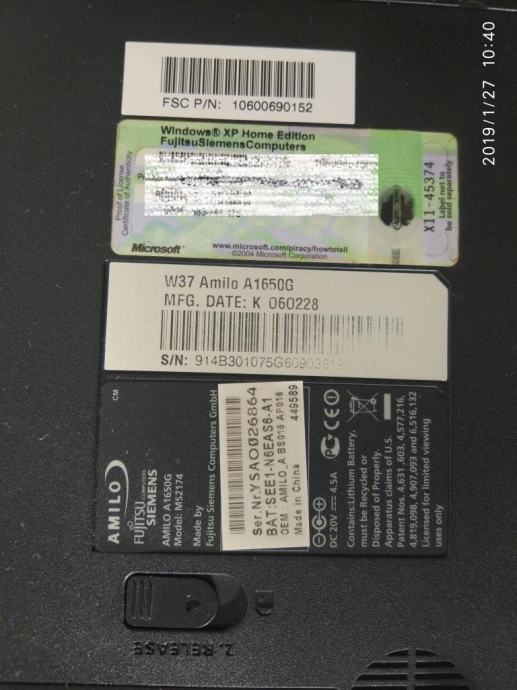 2019/1/27 10:40
FSC P/N: 10600690152
Windows® XP Home Edition
FujitsuSiemensComputers
Proof of License
Certificate of Authenticity
X11-45374
Label not to
be sold separately
Microsoft®
www.microsoft.com/piracy/howtotell
©2004 Microsoft Corporation
W37 Amilo A1650G
MFG. DATE: K 060228
S/N: 914B301075G6090361
CM
AMILO
FUJITSU COMPUTERS
SIEMENS
AMILO A1650G
Model: MS2174
Made by
Fujitsu Siemens Computers GmbH
Ser.Nr.YSAO026864
BAT:SEE1-N6EAS6-A1
OEM : AMILO_A BS016 AP016
Made in China 449589
DC 20V 4.5A
Contains Lithium Battery.
must be Recycled or
Disposed of Properly.
Apparatus claims of U.S.
Patent Nos. 4,631,603, 4,577,216,
4,819,098, 4,907,093 and 6,516,132
Licensed for limited viewing
uses only
2. RELEASE